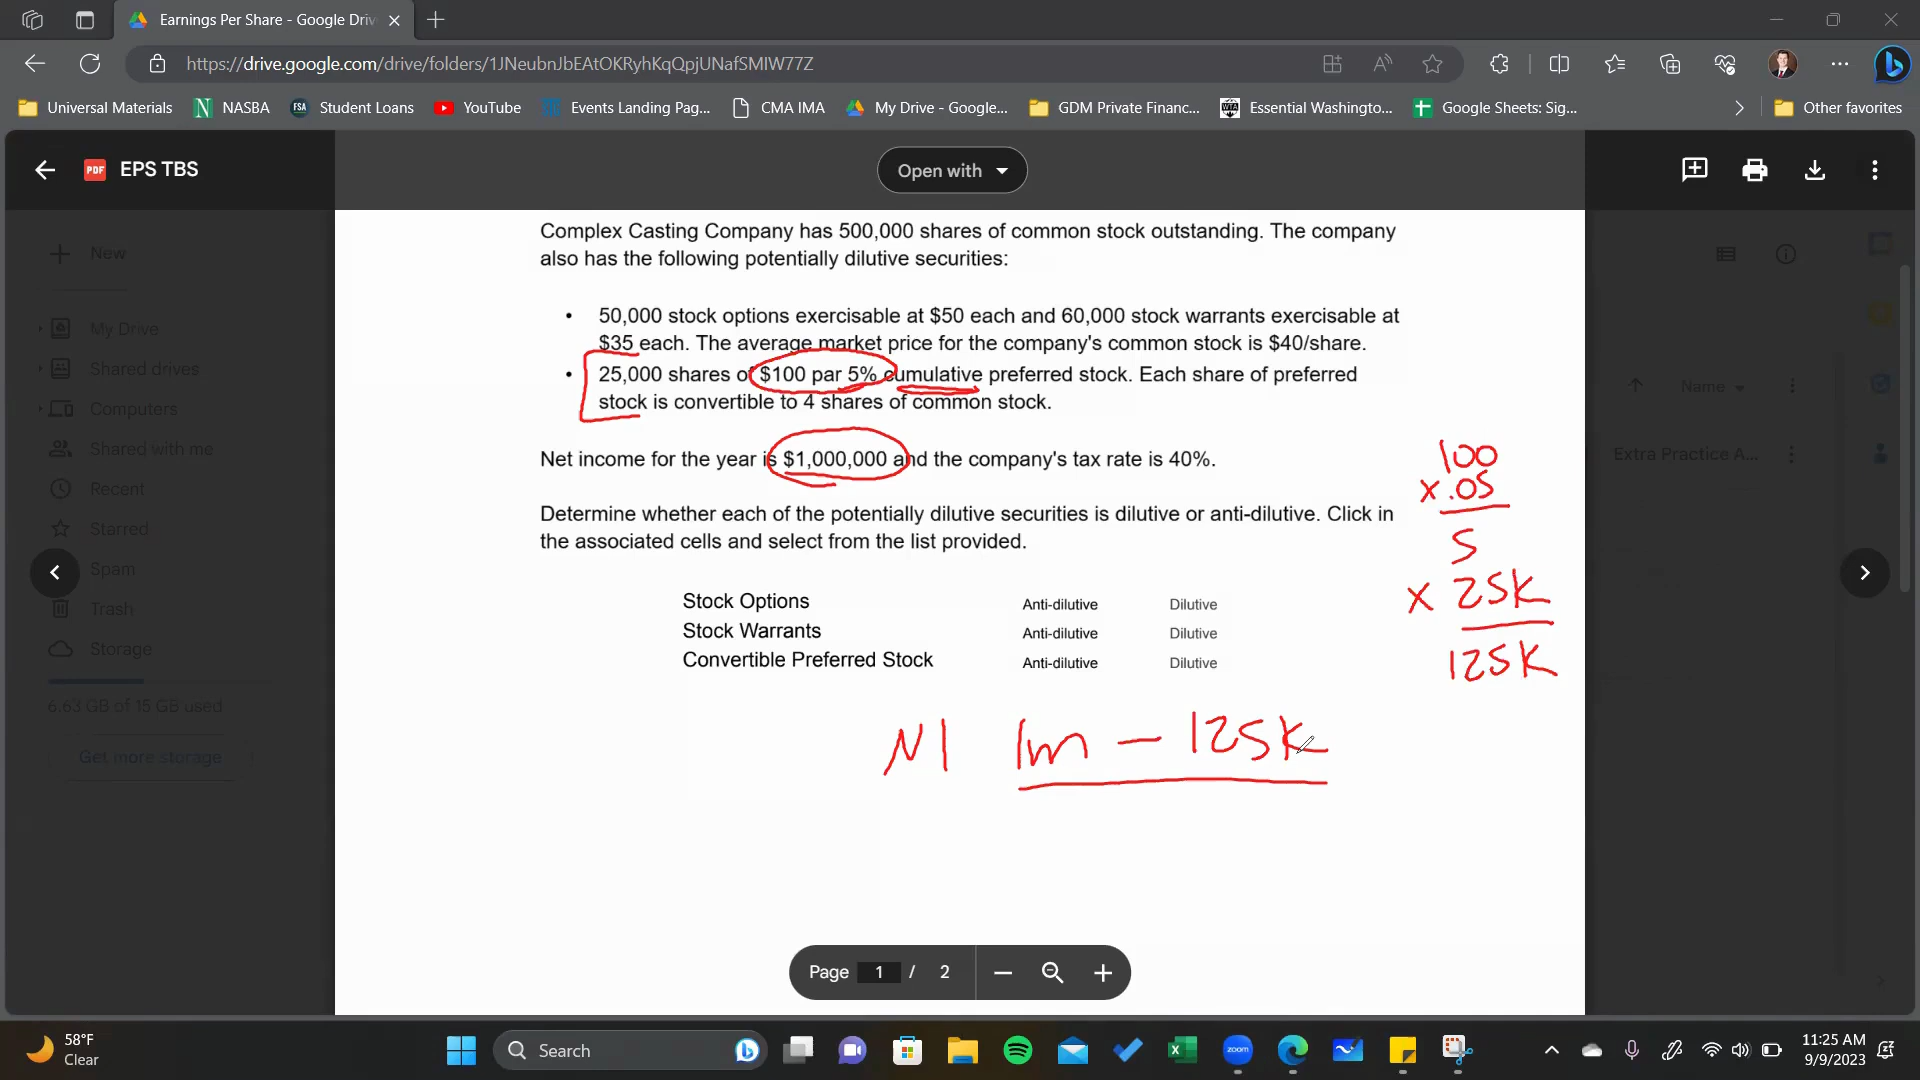 Earnings Per Share - Google Driv
https://drive.google.com/drive/folders/1JNeubnJbEAtOKRyhKqQpjUNafSMIW77Z
Universal Materials NASBA Student Loans YouTube Events Landing Pag... CMA IMA My Drive - Google... GDM Private Financ... Essential Washingto... Google Sheets: Sig... Other favorites
PDF EPS TBS Open with
Complex Casting Company has 500,000 shares of common stock outstanding. The company
also has the following potentially dilutive securities:
• 50,000 stock options exercisable at $50 each and 60,000 stock warrants exercisable at
$35 each. The average market price for the company's common stock is $40/share.
• 25,000 shares of $100 par 5% cumulative preferred stock. Each share of preferred
stock is convertible to 4 shares of common stock.
Net income for the year is $1,000,000 and the company's tax rate is 40%.
Determine whether each of the potentially dilutive securities is dilutive or anti-dilutive. Click in
the associated cells and select from the list provided.
Stock Options Anti-dilutive Dilutive
Stock Warrants Anti-dilutive Dilutive
Convertible Preferred Stock Anti-dilutive Dilutive
100
x .05
5
x 25K
125K
NI 1m - 125K
New
My Drive
Shared drives
Computers
Shared with me
Recent
Starred
Spam
Trash
Storage
6.63 GB of 15 GB used
Get more storage
Name
Extra Practice A...
Page 1 / 2
58°F
Clear
Search
zoom
11:25 AM
9/9/2023